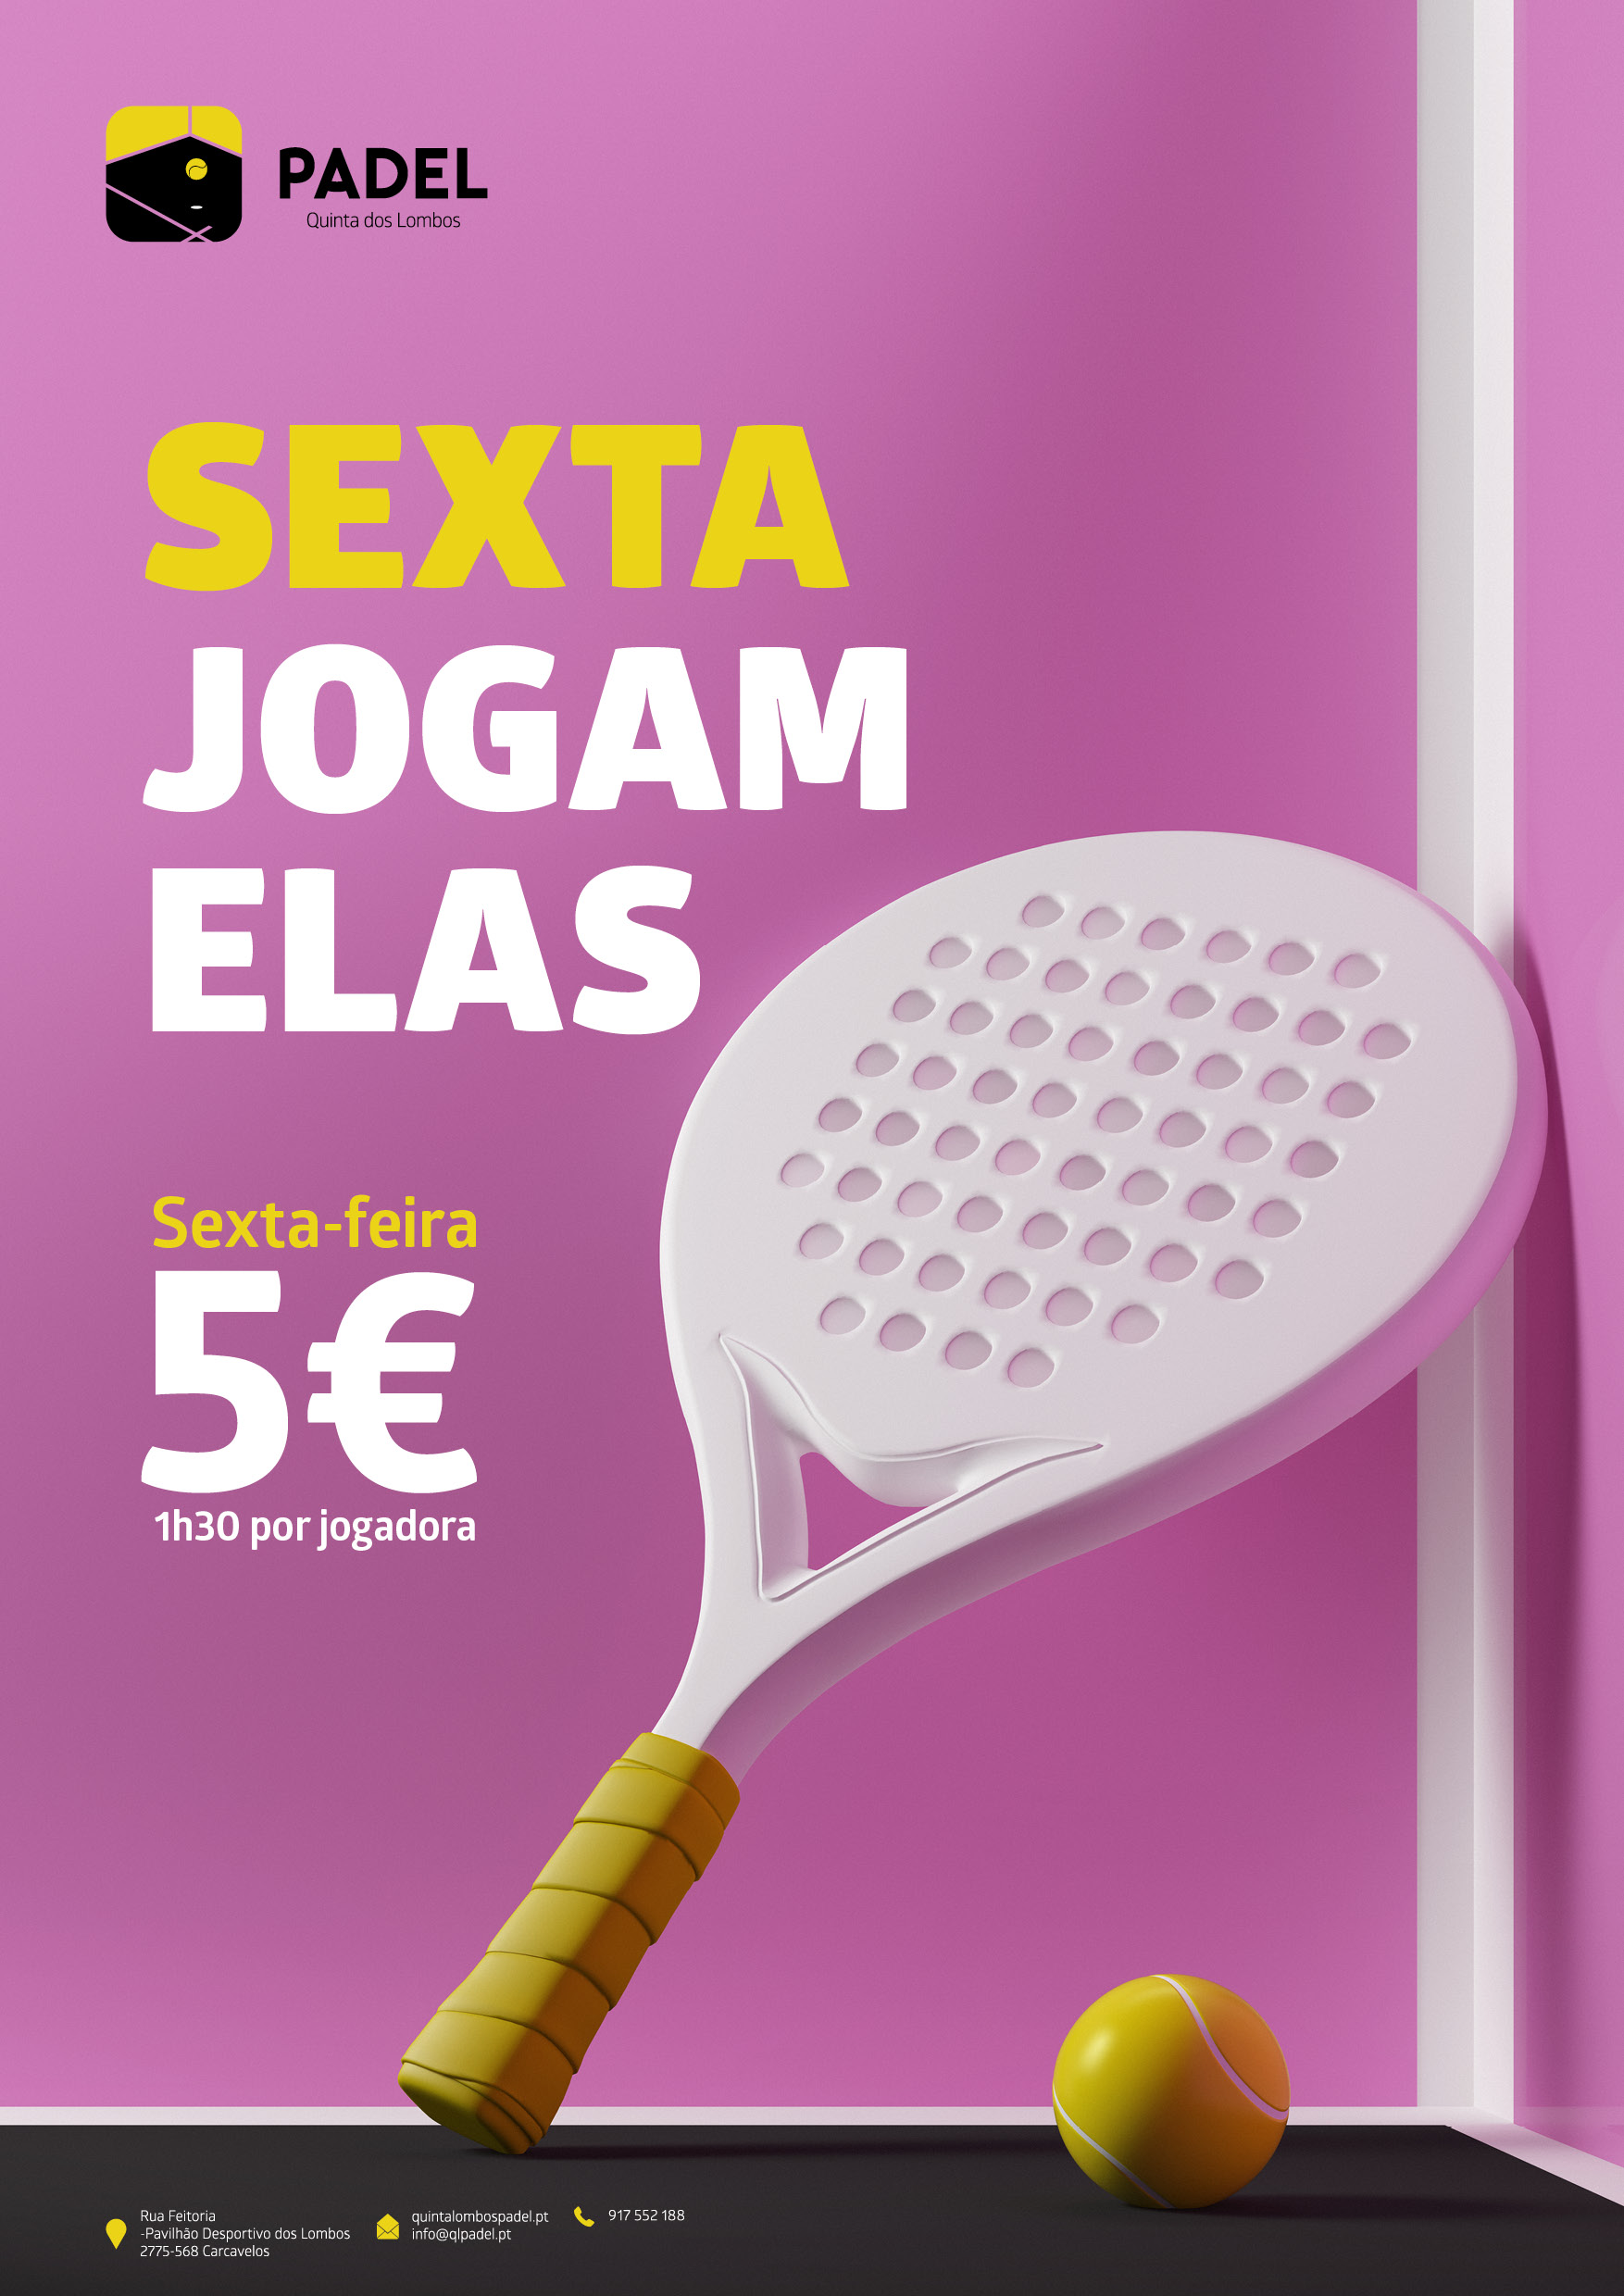 PADEL
Quinta dos Lombos
SEXTA
JOGAM
ELAS
Sexta-feira
5€
1h30 por jogadora
Rua Feitoria
-Pavilhão Desportivo dos Lombos
2775-568 Carcavelos
quintalombospadel.pt
info@qlpadel.pt
917 552 188